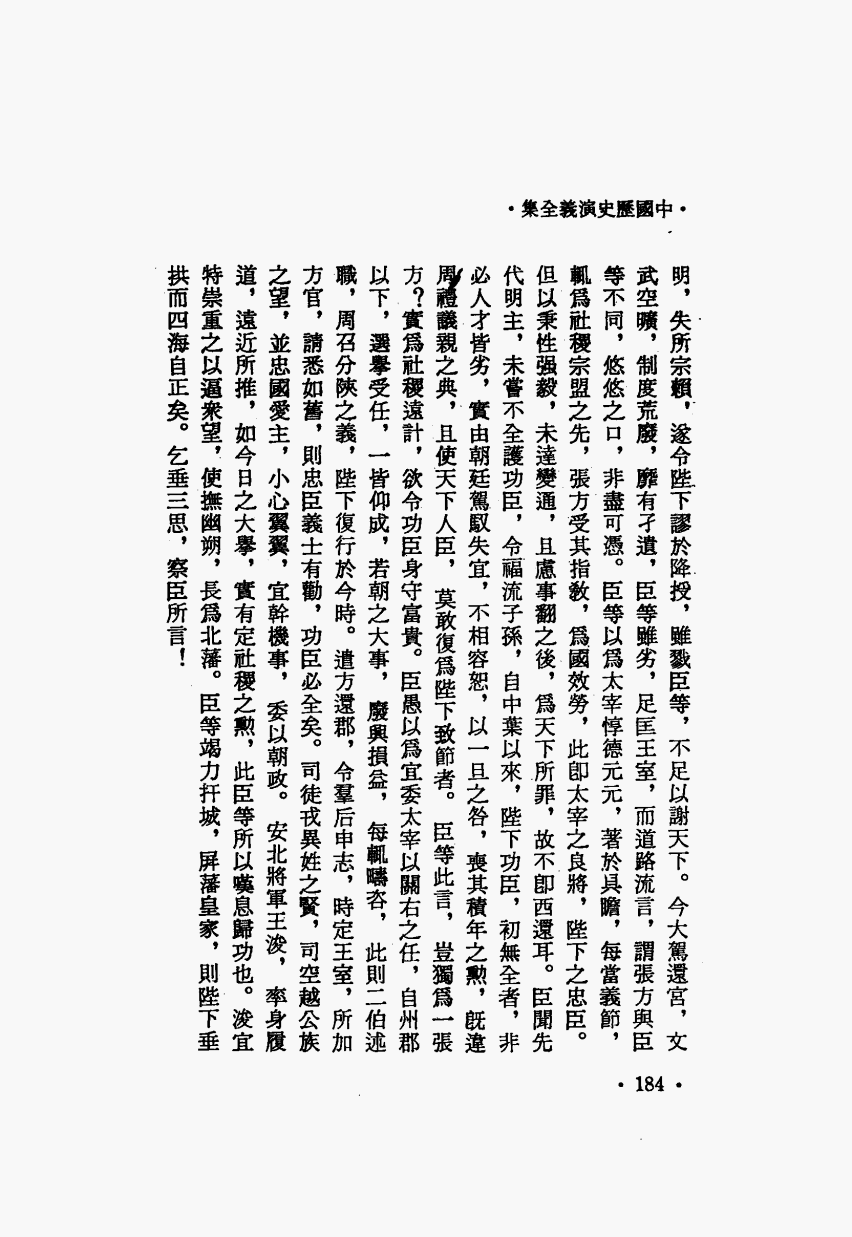 •中國歷史演義全集•
明，失所宗賴，遂令陛下謬於降授，雖戮臣等，不足以謝天下。今大駕還宮，文
武空曠，制度荒廢，靡有孑遺，臣等雖劣，足匡王室，而道路流言，謂張方與臣
等不同，悠悠之口，非盡可憑。臣等以爲太宰惇德元元，著於具瞻，每當義節，
輒爲社稷宗盟之先，張方受其指教，爲國效勞，此卽太宰之良將，陛下之忠臣。
但以秉性强毅，未達變通，且慮事翻之後，爲天下所罪，故不卽西還耳。臣聞先
代明主，未嘗不全護功臣，令福流子孫，自中葉以來，陛下功臣，初無全者，非
必人才皆劣，實由朝廷駕馭失宜，不相容恕，以一旦之咎，喪其積年之勳，旣違
周禮議親之典，且使天下人臣，莫敢復爲陛下致節者。臣等此言，豈獨爲一張
方？實爲社稷遠計，欲令功臣身守富貴。臣愚以爲宜委太宰以關右之任，自州郡
以下，選擧受任，一皆仰成，若朝之大事，廢興損益，每輒疇咨，此則二伯述
職，周召分陝之義，陛下復行於今時。遣方還郡，令羣后申志，時定王室，所加
方官，請悉如舊，則忠臣義士有勸，功臣必全矣。司徒戎異姓之賢，司空越公族
之望，並忠國愛主，小心翼翼，宜幹機事，委以朝政。安北將軍王浚，率身履
道，遠近所推，如今日之大擧，實有定社稷之勳，此臣等所以嘆息歸功也。浚宜
特崇重之以逼衆望，使撫幽朔，長爲北藩。臣等竭力扞城，屏藩皇家，則陛下垂
拱而四海自正矣。乞垂三思，察臣所言！
•184•